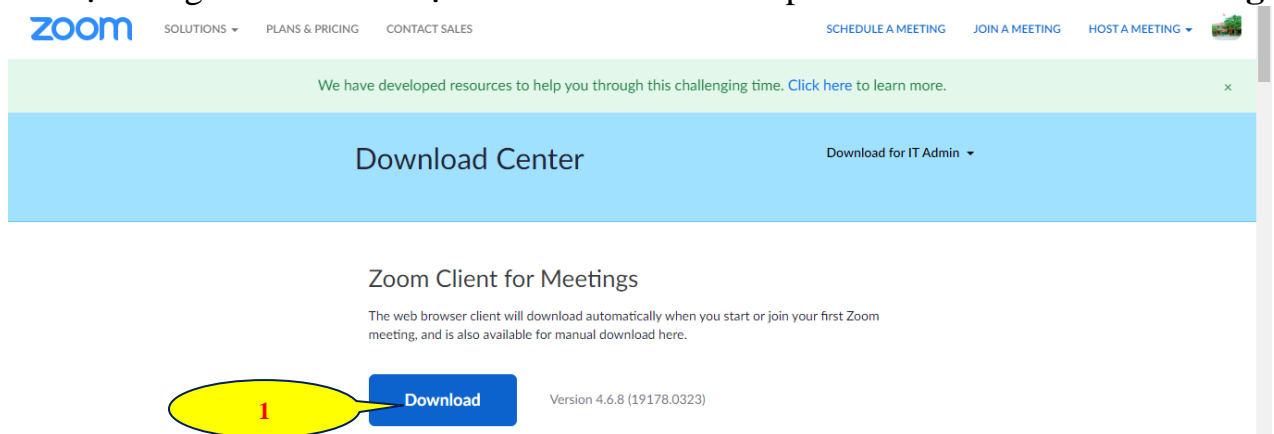 zoom SOLUTIONS PLANS & PRICING CONTACT SALES SCHEDULE A MEETING JOIN A MEETING HOST A MEETING
We have developed resources to help you through this challenging time. Click here to learn more. ×
Download Center Download for IT Admin
Zoom Client for Meetings
The web browser client will download automatically when you start or join your first Zoom
meeting, and is also available for manual download here.
1 Download Version 4.6.8 (19178.0323)